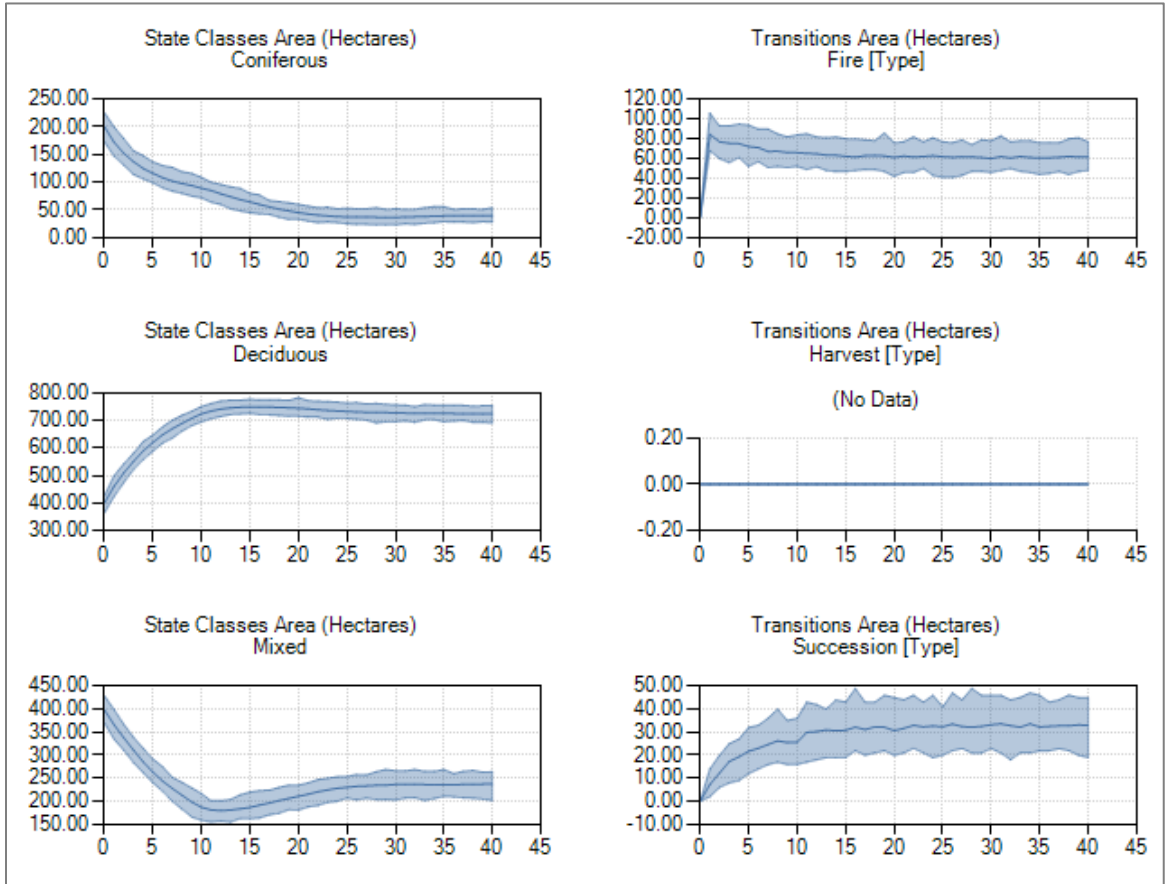 State Classes Area (Hectares)
Coniferous
250.00
200.00
150.00
100.00
50.00
0.00
0 5 10 15 20 25 30 35 40 45
Transitions Area (Hectares)
Fire [Type]
120.00
100.00
80.00
60.00
40.00
20.00
0.00
-20.00
0 5 10 15 20 25 30 35 40 45
State Classes Area (Hectares)
Deciduous
800.00
700.00
600.00
500.00
400.00
300.00
0 5 10 15 20 25 30 35 40 45
Transitions Area (Hectares)
Harvest [Type]
(No Data)
0.20
0.00
-0.20
0 5 10 15 20 25 30 35 40 45
State Classes Area (Hectares)
Mixed
450.00
400.00
350.00
300.00
250.00
200.00
150.00
0 5 10 15 20 25 30 35 40 45
Transitions Area (Hectares)
Succession [Type]
50.00
40.00
30.00
20.00
10.00
0.00
-10.00
0 5 10 15 20 25 30 35 40 45